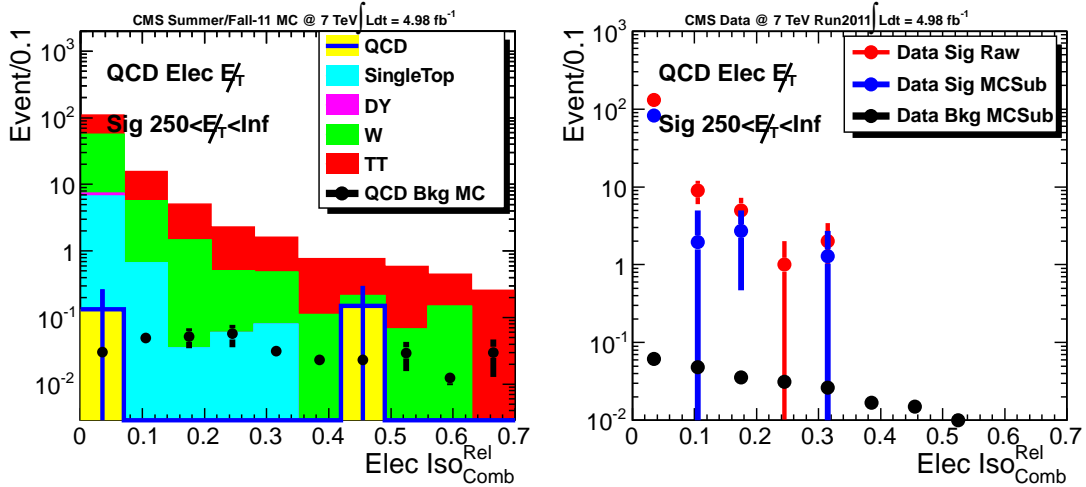 CMS Summer/Fall-11 MC @ 7 TeV ∫ Ldt = 4.98 fb⁻¹
Event/0.1
10³
10²
10
1
10⁻¹
10⁻²
QCD Elec E̸_T
Sig 250<E̸_T<Inf
QCD
SingleTop
DY
W
TT
QCD Bkg MC
0 0.1 0.2 0.3 0.4 0.5 0.6 0.7
Elec Iso^Rel_Comb
CMS Data @ 7 TeV Run2011 ∫ Ldt = 4.98 fb⁻¹
Event/0.1
10³
10²
10
1
10⁻¹
10⁻²
QCD Elec E̸_T
Sig 250<E̸_T<Inf
Data Sig Raw
Data Sig MCSub
Data Bkg MCSub
0 0.1 0.2 0.3 0.4 0.5 0.6 0.7
Elec Iso^Rel_Comb